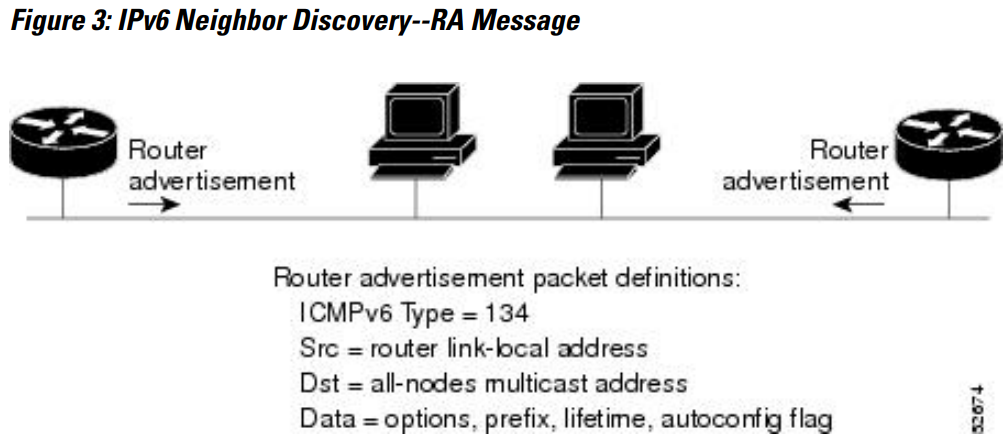 Figure 3: IPv6 Neighbor Discovery--RA Message
Router
advertisement
Router
advertisement
Router advertisement packet definitions:
ICMPv6 Type = 134
Src = router link-local address
Dst = all-nodes multicast address
Data = options, prefix, lifetime, autoconfig flag
52674